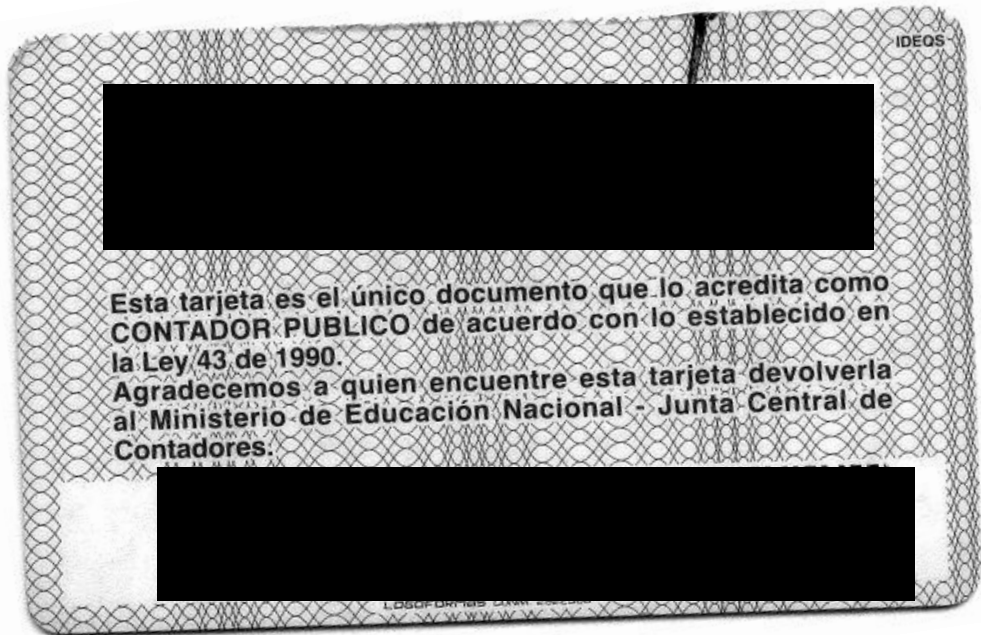 IDEQS
Esta tarjeta es el único documento que lo acredita como
CONTADOR PUBLICO de acuerdo con lo establecido en
la Ley 43 de 1990.
Agradecemos a quien encuentre esta tarjeta devolverla
al Ministerio de Educación Nacional - Junta Central de
Contadores.